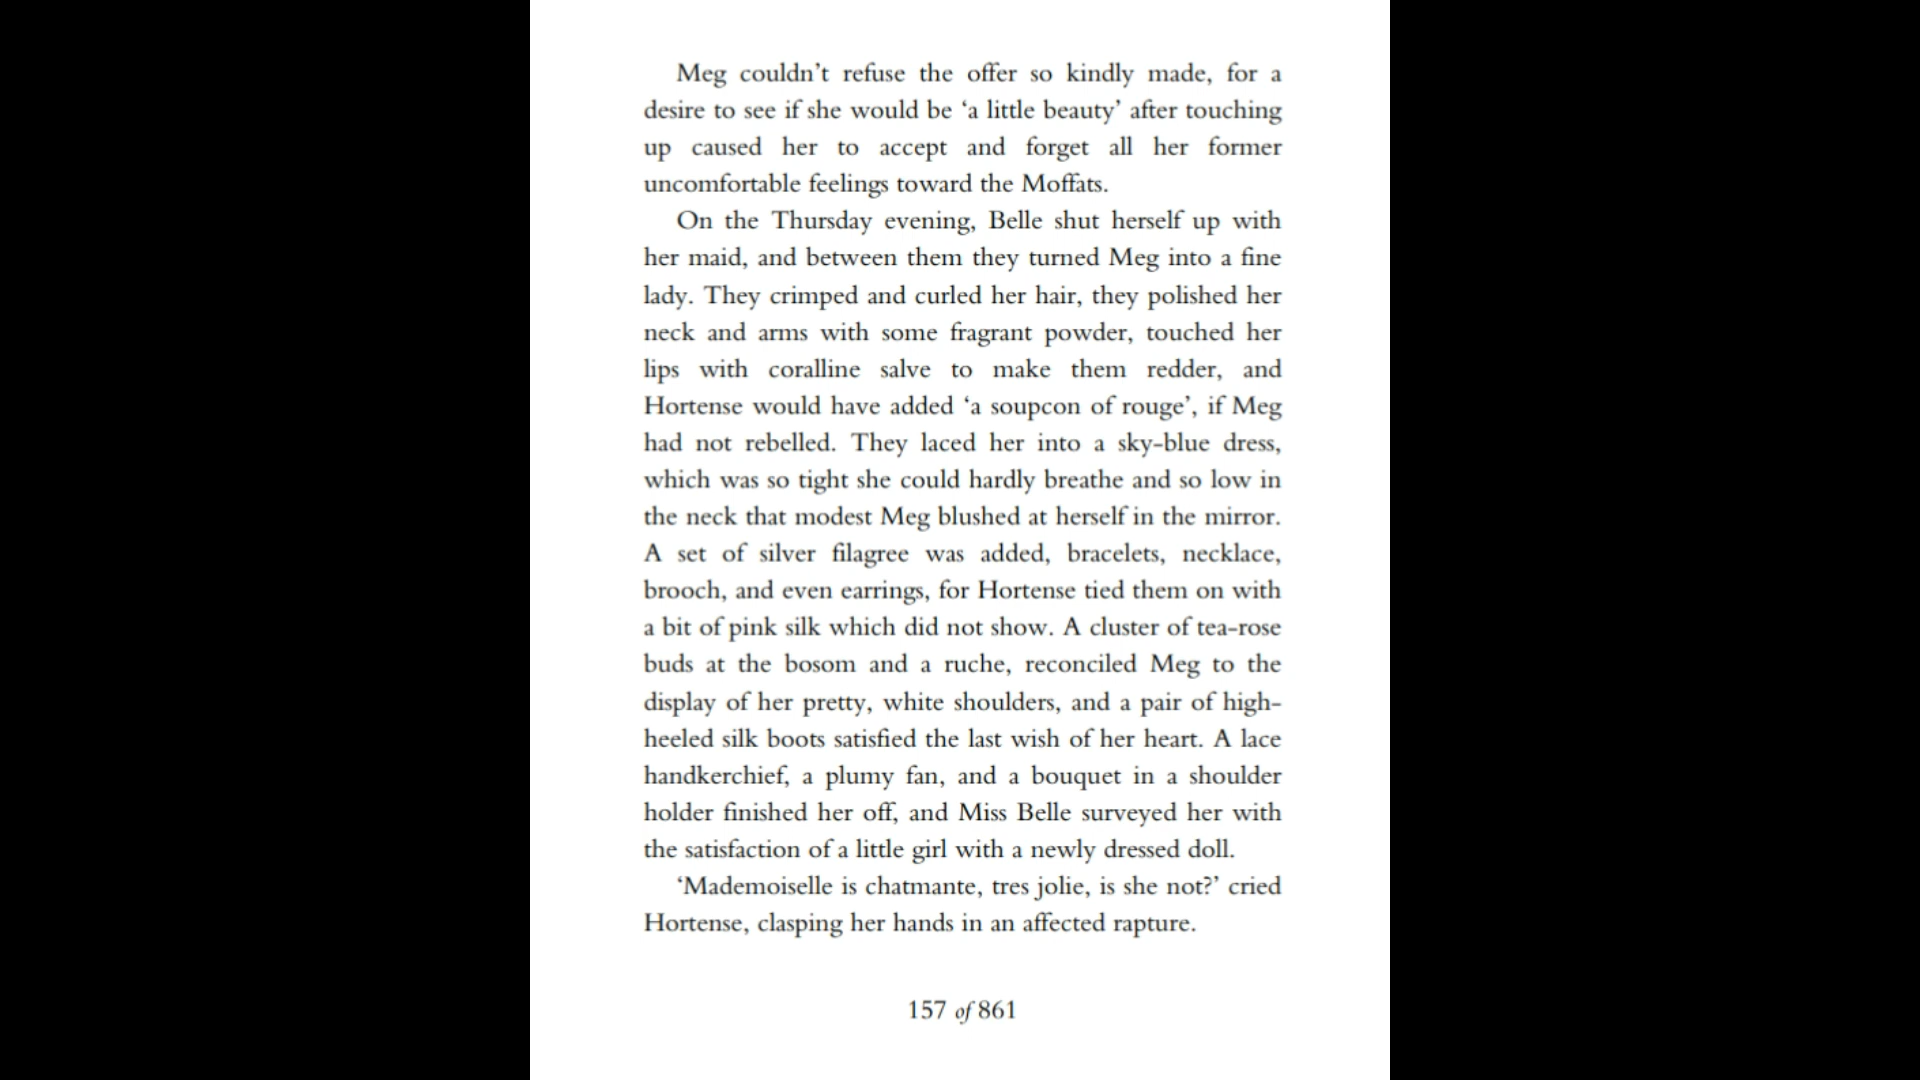 Meg couldn’t refuse the offer so kindly made, for a
desire to see if she would be ‘a little beauty’ after touching
up caused her to accept and forget all her former
uncomfortable feelings toward the Moffats.
On the Thursday evening, Belle shut herself up with
her maid, and between them they turned Meg into a fine
lady. They crimped and curled her hair, they polished her
neck and arms with some fragrant powder, touched her
lips with coralline salve to make them redder, and
Hortense would have added ‘a soupcon of rouge’, if Meg
had not rebelled. They laced her into a sky-blue dress,
which was so tight she could hardly breathe and so low in
the neck that modest Meg blushed at herself in the mirror.
A set of silver filagree was added, bracelets, necklace,
brooch, and even earrings, for Hortense tied them on with
a bit of pink silk which did not show. A cluster of tea-rose
buds at the bosom and a ruche, reconciled Meg to the
display of her pretty, white shoulders, and a pair of high-
heeled silk boots satisfied the last wish of her heart. A lace
handkerchief, a plumy fan, and a bouquet in a shoulder
holder finished her off, and Miss Belle surveyed her with
the satisfaction of a little girl with a newly dressed doll.
‘Mademoiselle is chatmante, tres jolie, is she not?’ cried
Hortense, clasping her hands in an affected rapture.
157 of 861